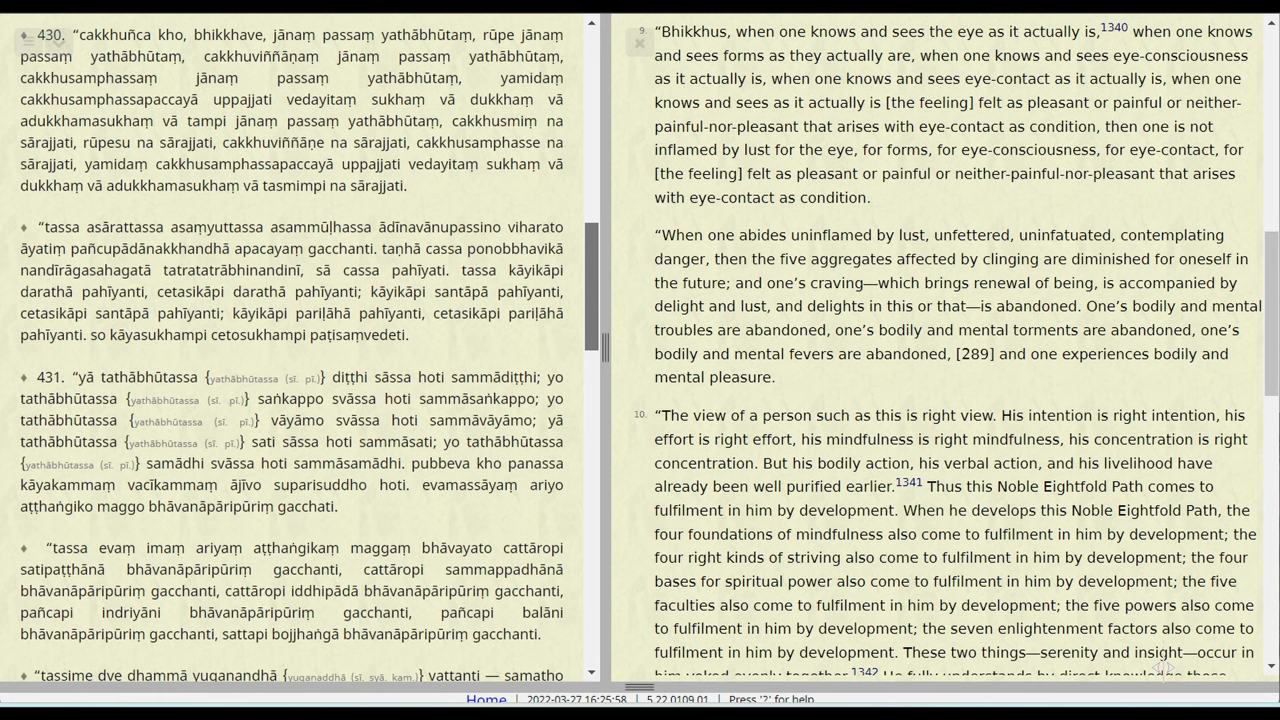 ♦ 430. “cakkhuñca kho, bhikkhave, jānaṃ passaṃ yathābhūtaṃ, rūpe jānaṃ
passaṃ yathābhūtaṃ, cakkhuviññāṇaṃ jānaṃ passaṃ yathābhūtaṃ,
cakkhusamphassaṃ jānaṃ passaṃ yathābhūtaṃ, yamidaṃ
cakkhusamphassapaccayā uppajjati vedayitaṃ sukhaṃ vā dukkhaṃ vā
adukkhamasukhaṃ vā tampi jānaṃ passaṃ yathābhūtaṃ, cakkhusmiṃ na
sārajjati, rūpesu na sārajjati, cakkhuviññāṇe na sārajjati, cakkhusamphasse na
sārajjati, yamidaṃ cakkhusamphassapaccayā uppajjati vedayitaṃ sukhaṃ vā
dukkhaṃ vā adukkhamasukhaṃ vā tasmimpi na sārajjati.
♦ “tassa asārattassa asaṃyuttassa asammūḷhassa ādīnavānupassino viharato
āyatiṃ pañcupādānakkhandhā apacayaṃ gacchanti. taṇhā cassa ponobbhavikā
nandīrāgasahagatā tatratatrābhinandinī, sā cassa pahīyati. tassa kāyikāpi
darathā pahīyanti, cetasikāpi darathā pahīyanti; kāyikāpi santāpā pahīyanti,
cetasikāpi santāpā pahīyanti; kāyikāpi pariḷāhā pahīyanti, cetasikāpi pariḷāhā
pahīyanti. so kāyasukhampi cetosukhampi paṭisaṃvedeti.
♦ 431. “yā tathābhūtassa {yathābhūtassa (sī. pī.)} diṭṭhi sāssa hoti sammādiṭṭhi; yo
tathābhūtassa {yathābhūtassa (sī. pī.)} saṅkappo svāssa hoti sammāsaṅkappo; yo
tathābhūtassa {yathābhūtassa (sī. pī.)} vāyāmo svāssa hoti sammāvāyāmo; yā
tathābhūtassa {yathābhūtassa (sī. pī.)} sati sāssa hoti sammāsati; yo tathābhūtassa
{yathābhūtassa (sī. pī.)} samādhi svāssa hoti sammāsamādhi. pubbeva kho panassa
kāyakammaṃ vacīkammaṃ ājīvo suparisuddho hoti. evamassāyaṃ ariyo
aṭṭhaṅgiko maggo bhāvanāpāripūriṃ gacchati.
♦ “tassa evaṃ imaṃ ariyaṃ aṭṭhaṅgikaṃ maggaṃ bhāvayato cattāropi
satipaṭṭhānā bhāvanāpāripūriṃ gacchanti, cattāropi sammappadhānā
bhāvanāpāripūriṃ gacchanti, cattāropi iddhipādā bhāvanāpāripūriṃ gacchanti,
pañcapi indriyāni bhāvanāpāripūriṃ gacchanti, pañcapi balāni
bhāvanāpāripūriṃ gacchanti, sattapi bojjhaṅgā bhāvanāpāripūriṃ gacchanti.
♦ “tassime dve dhammā yuganandhā {yuganaddhā (sī. syā. kaṃ.)} vattanti — samatho
9. “Bhikkhus, when one knows and sees the eye as it actually is,1340 when one knows
and sees forms as they actually are, when one knows and sees eye-consciousness
as it actually is, when one knows and sees eye-contact as it actually is, when one
knows and sees as it actually is [the feeling] felt as pleasant or painful or neither-
painful-nor-pleasant that arises with eye-contact as condition, then one is not
inflamed by lust for the eye, for forms, for eye-consciousness, for eye-contact, for
[the feeling] felt as pleasant or painful or neither-painful-nor-pleasant that arises
with eye-contact as condition.
“When one abides uninflamed by lust, unfettered, uninfatuated, contemplating
danger, then the five aggregates affected by clinging are diminished for oneself in
the future; and one’s craving—which brings renewal of being, is accompanied by
delight and lust, and delights in this or that—is abandoned. One’s bodily and mental
troubles are abandoned, one’s bodily and mental torments are abandoned, one’s
bodily and mental fevers are abandoned, [289] and one experiences bodily and
mental pleasure.
10. “The view of a person such as this is right view. His intention is right intention, his
effort is right effort, his mindfulness is right mindfulness, his concentration is right
concentration. But his bodily action, his verbal action, and his livelihood have
already been well purified earlier.1341 Thus this Noble Eightfold Path comes to
fulfilment in him by development. When he develops this Noble Eightfold Path, the
four foundations of mindfulness also come to fulfilment in him by development; the
four right kinds of striving also come to fulfilment in him by development; the four
bases for spiritual power also come to fulfilment in him by development; the five
faculties also come to fulfilment in him by development; the five powers also come
to fulfilment in him by development; the seven enlightenment factors also come to
fulfilment in him by development. These two things—serenity and insight—occur in
him yoked evenly together.1342 He fully understands by direct knowledge those
Home | 2022-03-27 16:25:58 | 5.22.0109.01 | Press '?' for help